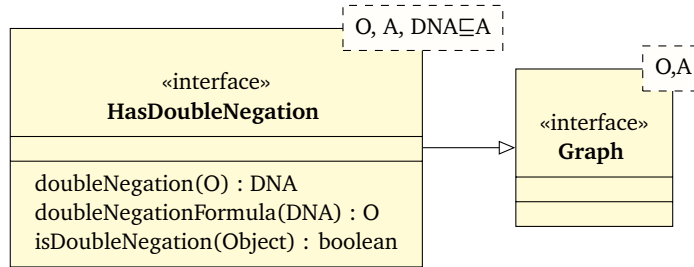 O, A, DNA⊑A
«interface»
HasDoubleNegation
doubleNegation(O) : DNA
doubleNegationFormula(DNA) : O
isDoubleNegation(Object) : boolean
O,A
«interface»
Graph